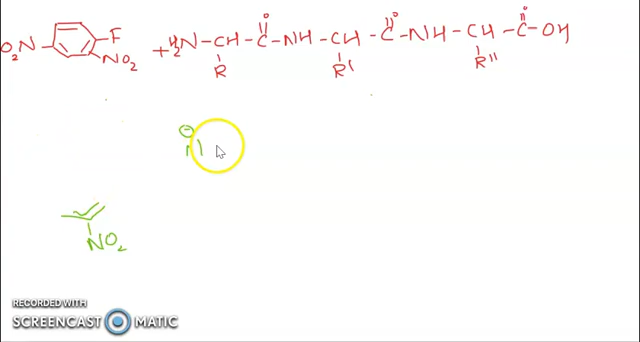 O₂N F NO₂ + H₂N-CH-C-NH-CH-C-NH-CH-C-OH
O O O
R R' R"
⊖
N
NO₂
RECORDED WITH
SCREENCAST MATIC